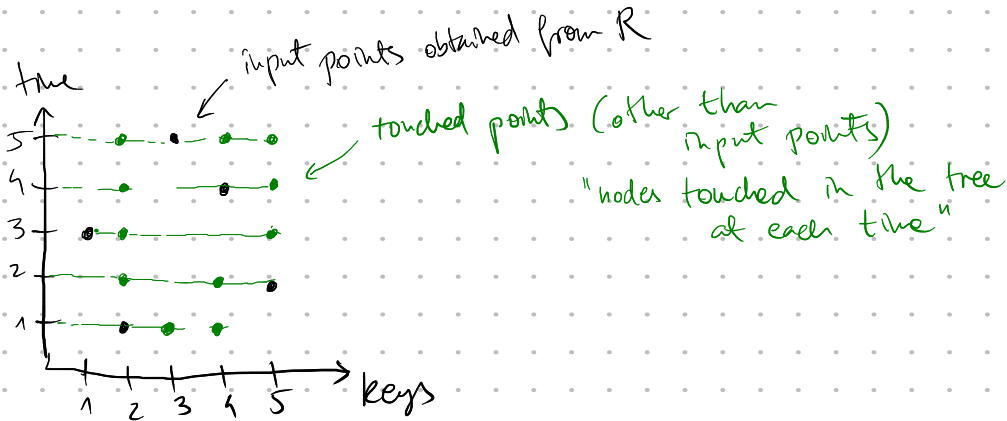 input points obtained from R
time
touched points (other than
input points)
"nodes touched in the tree
at each time"
5
4
3
2
1
1 2 3 4 5
keys